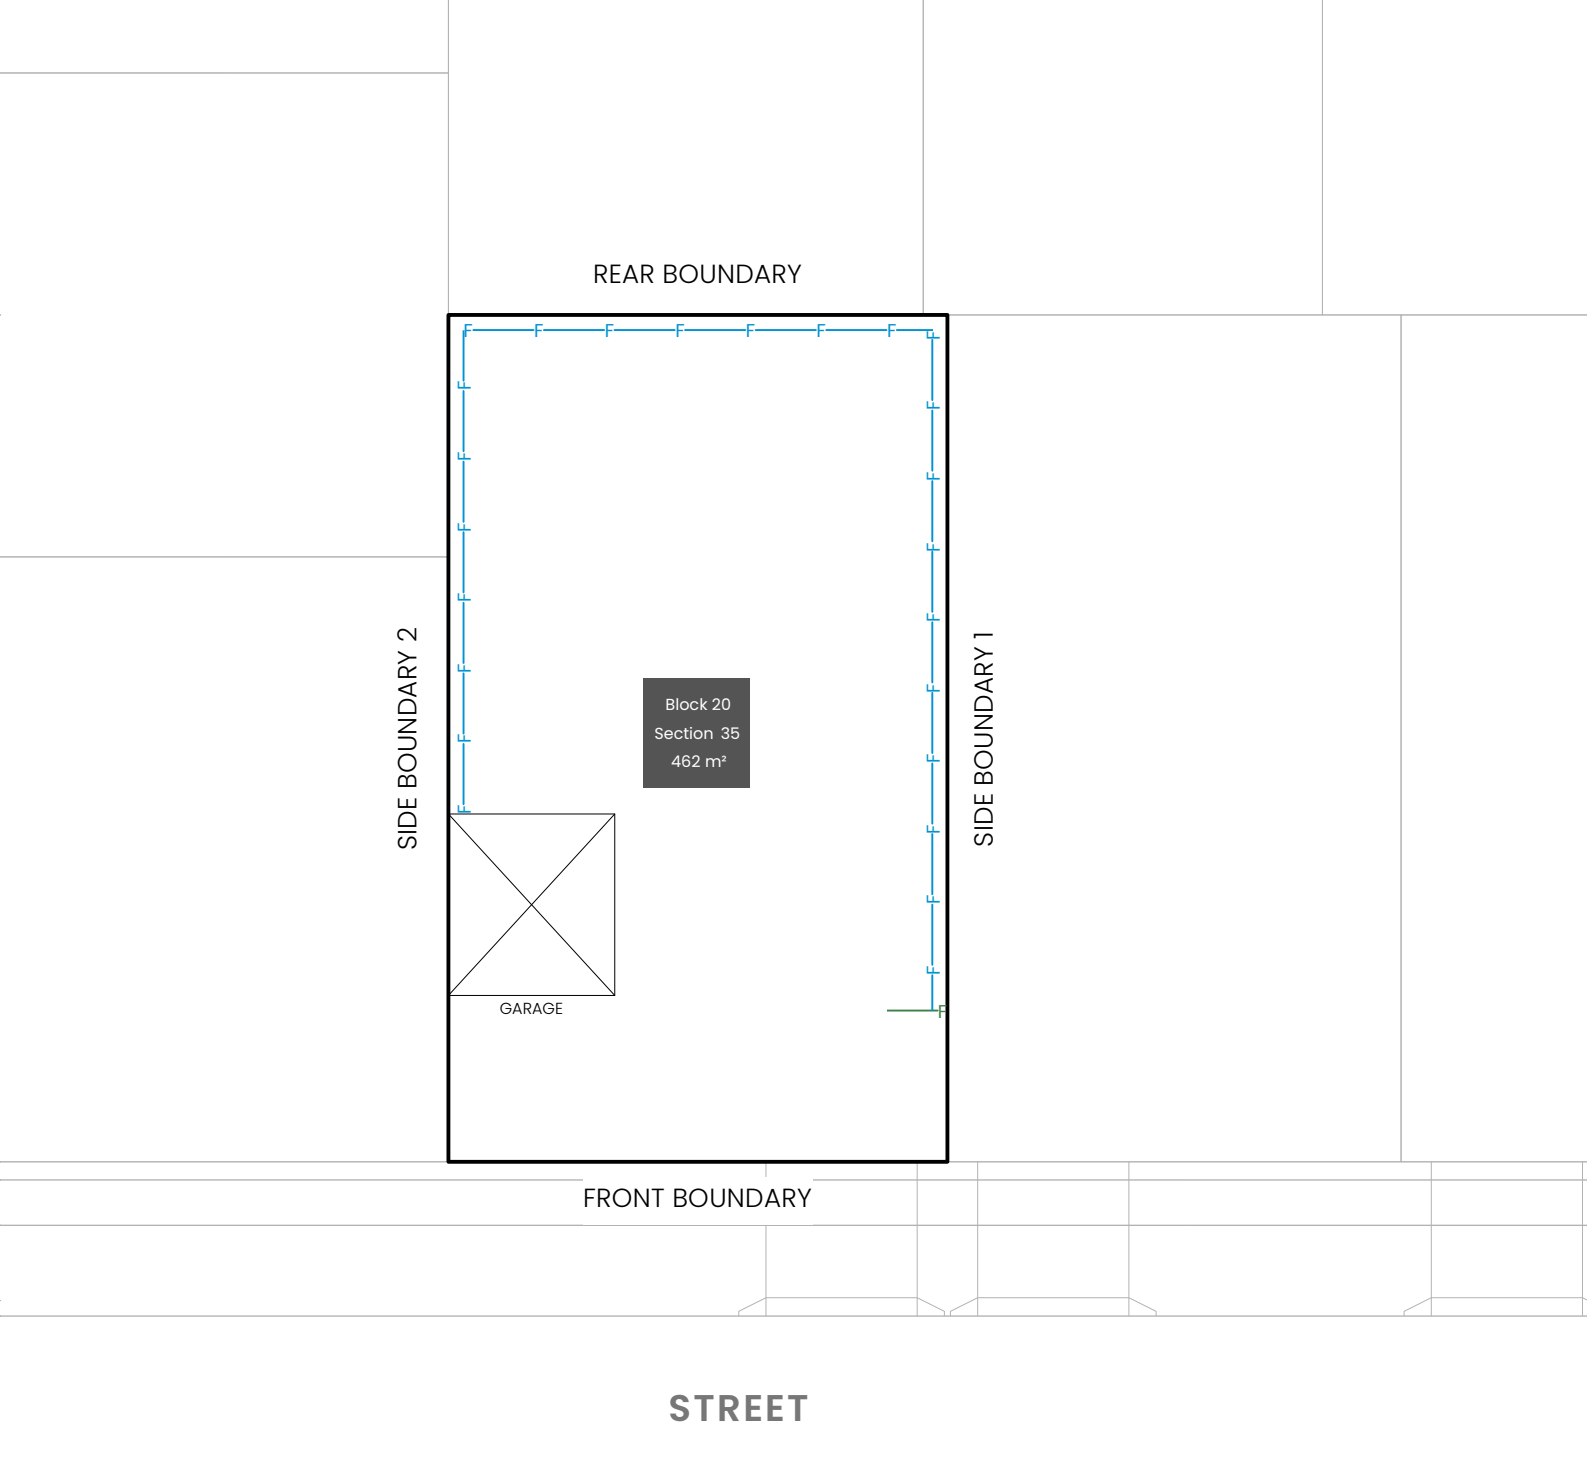 REAR BOUNDARY
F F F F F F F
F F F F F F F
F F F F F F F F F F
SIDE BOUNDARY 2
SIDE BOUNDARY 1
Block 20
Section 35
462 m²
GARAGE
F
FRONT BOUNDARY
STREET